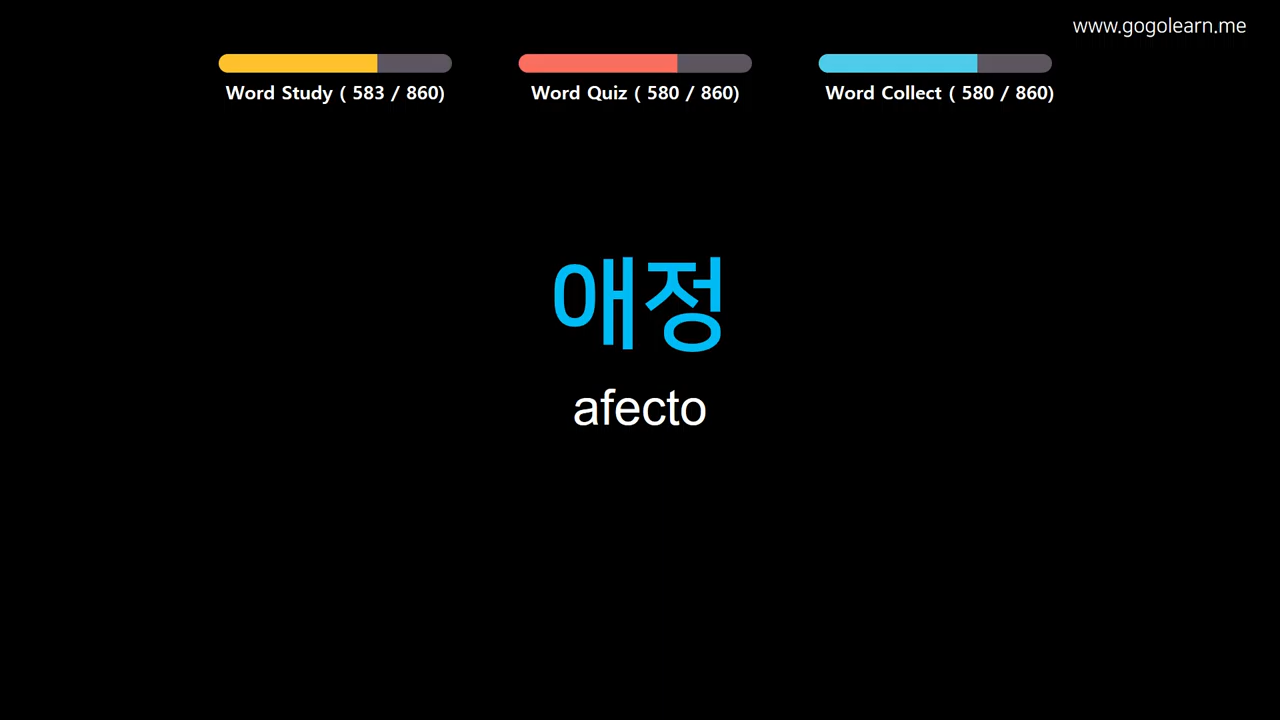 www.gogolearn.me
Word Study ( 583 / 860)
Word Quiz ( 580 / 860)
Word Collect ( 580 / 860)
애정
afecto